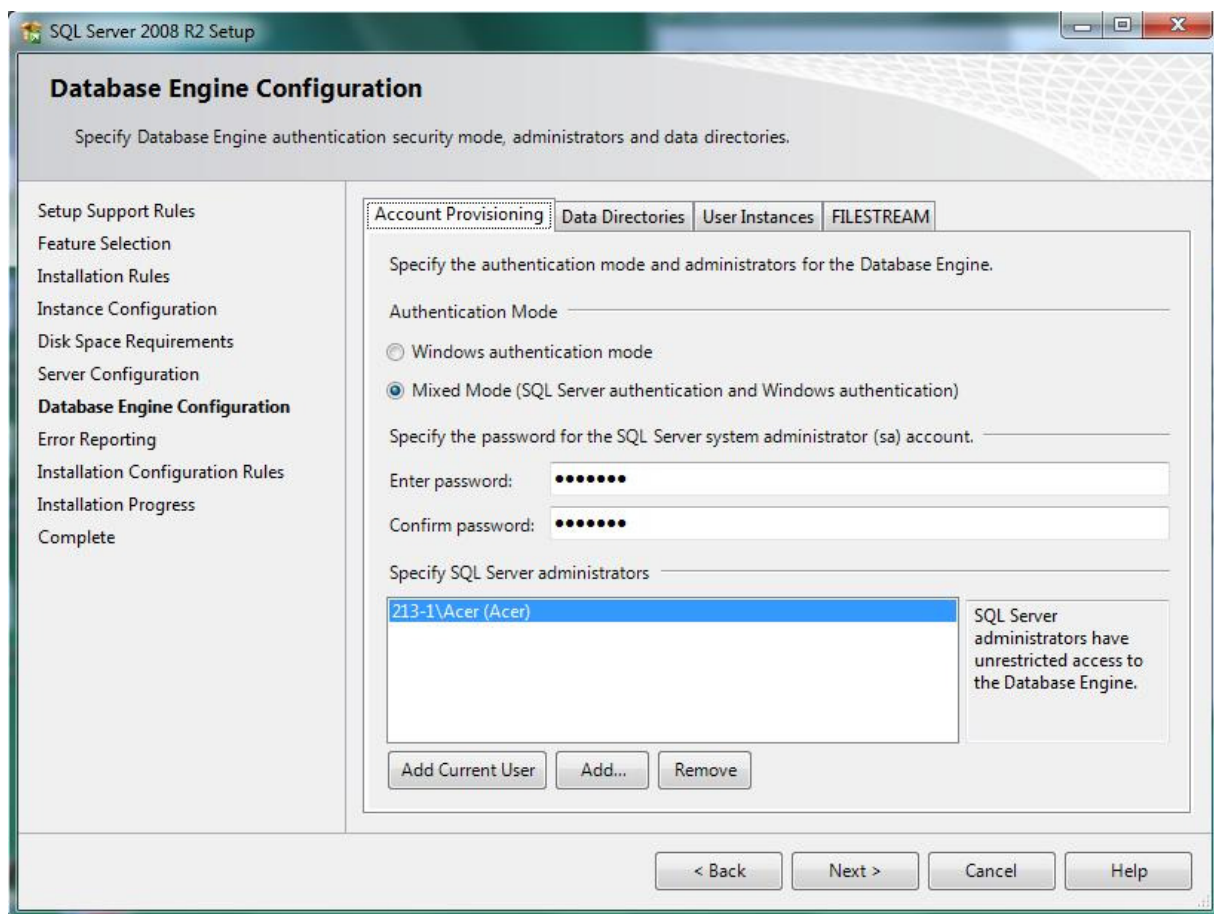 SQL Server 2008 R2 Setup
Database Engine Configuration
Specify Database Engine authentication security mode, administrators and data directories.
Setup Support Rules
Feature Selection
Installation Rules
Instance Configuration
Disk Space Requirements
Server Configuration
Database Engine Configuration
Error Reporting
Installation Configuration Rules
Installation Progress
Complete
Account Provisioning Data Directories User Instances FILESTREAM
Specify the authentication mode and administrators for the Database Engine.
Authentication Mode
Windows authentication mode
Mixed Mode (SQL Server authentication and Windows authentication)
Specify the password for the SQL Server system administrator (sa) account.
Enter password: •••••••
Confirm password: •••••••
Specify SQL Server administrators
213-1\Acer (Acer)
SQL Server
administrators have
unrestricted access to
the Database Engine.
Add Current User Add... Remove
< Back Next > Cancel Help